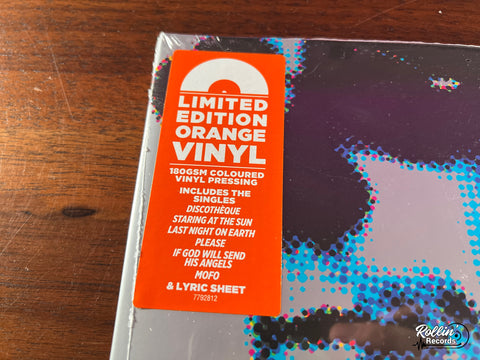 A
LIMITED
EDITION
ORANGE
VINYL
180GSM COLOURED
VINYL PRESSING
INCLUDES THE
SINGLES
DISCOTHÈQUE
STARING AT THE SUN
LAST NIGHT ON EARTH
PLEASE
IF GOD WILL SEND
HIS ANGELS
MOFO
& LYRIC SHEET
7792812
Rollin'
Records